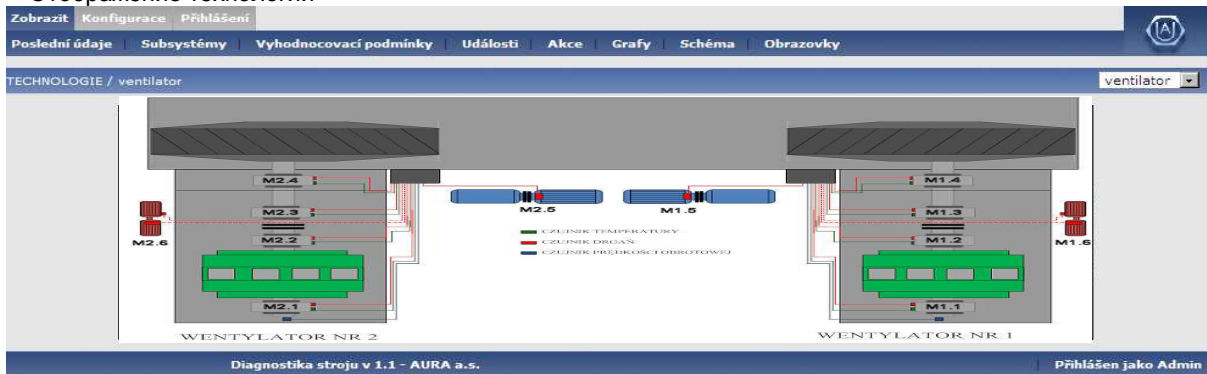 Zobrazit Konfigurace Přihlášení
Poslední údaje Subsystémy Vyhodnocovací podmínky Události Akce Grafy Schéma Obrazovky
TECHNOLOGIE / ventilator ventilator
M2.4 M1.4
M2.5 M1.5
M2.3 M1.3
M2.6 M2.2 M1.2 M1.6
CZUJNIK TEMPERATURY
CZUJNIK DRGAŃ
CZUJNIK PRĘDKOŚCI OBROTOWEJ
M2.1 M1.1
WENTYLATOR NR 2 WENTYLATOR NR 1
Diagnostika stroju v 1.1 - AURA a.s. Přihlášen jako Admin